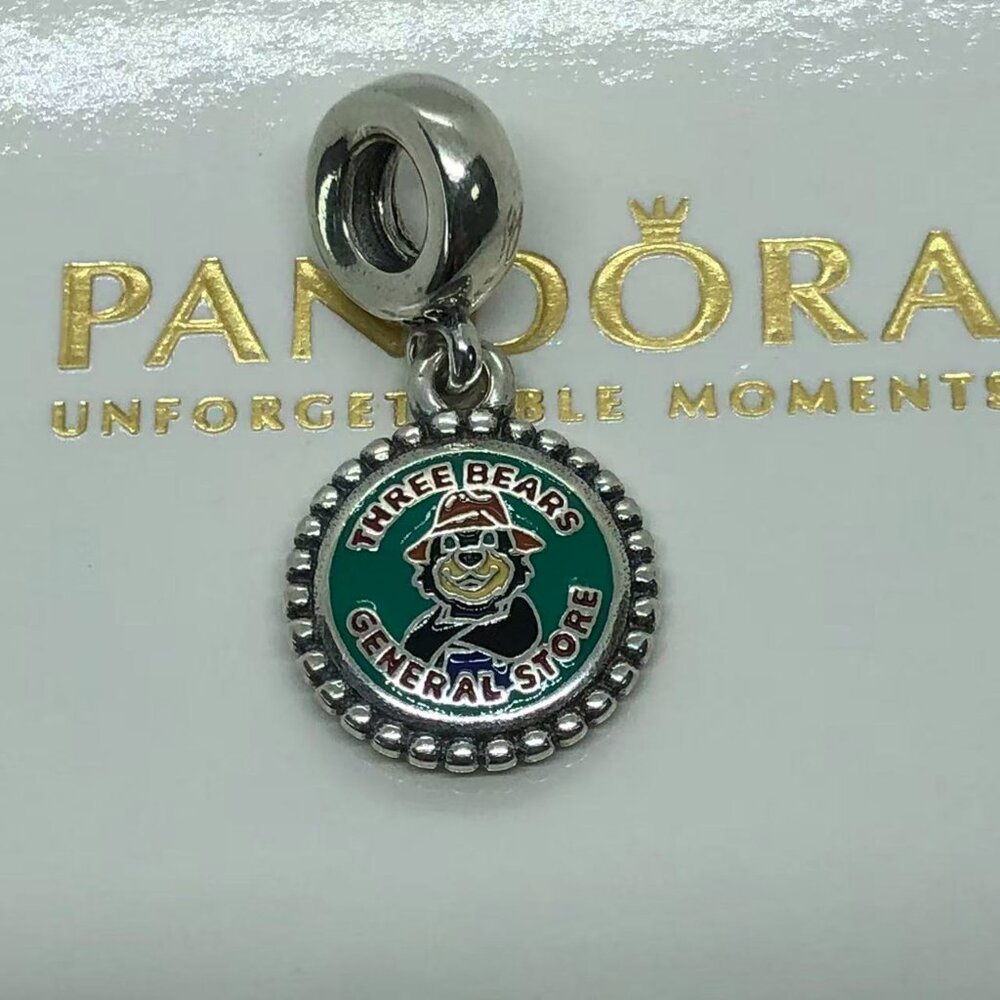 PANDORA
UNFORGETTABLE MOMENTS
THREE BEARS
GENERAL STORE